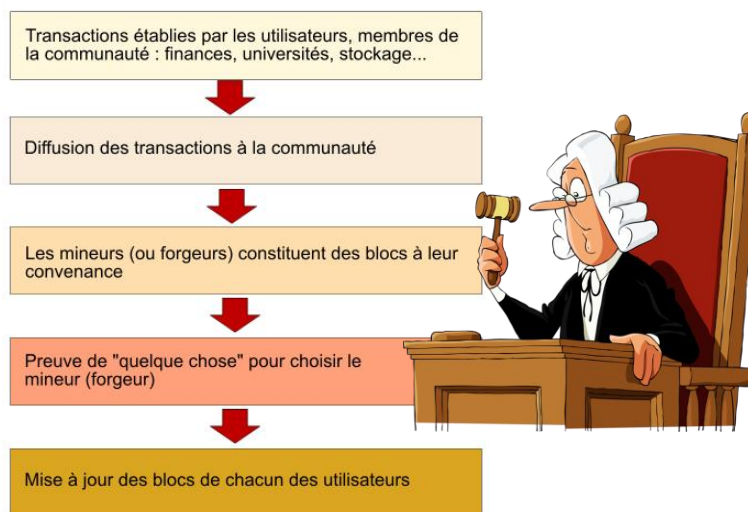 Transactions établies par les utilisateurs, membres de
la communauté : finances, universités, stockage...
Diffusion des transactions à la communauté
Les mineurs (ou forgeurs) constituent des blocs à leur
convenance
Preuve de "quelque chose" pour choisir le
mineur (forgeur)
Mise à jour des blocs de chacun des utilisateurs